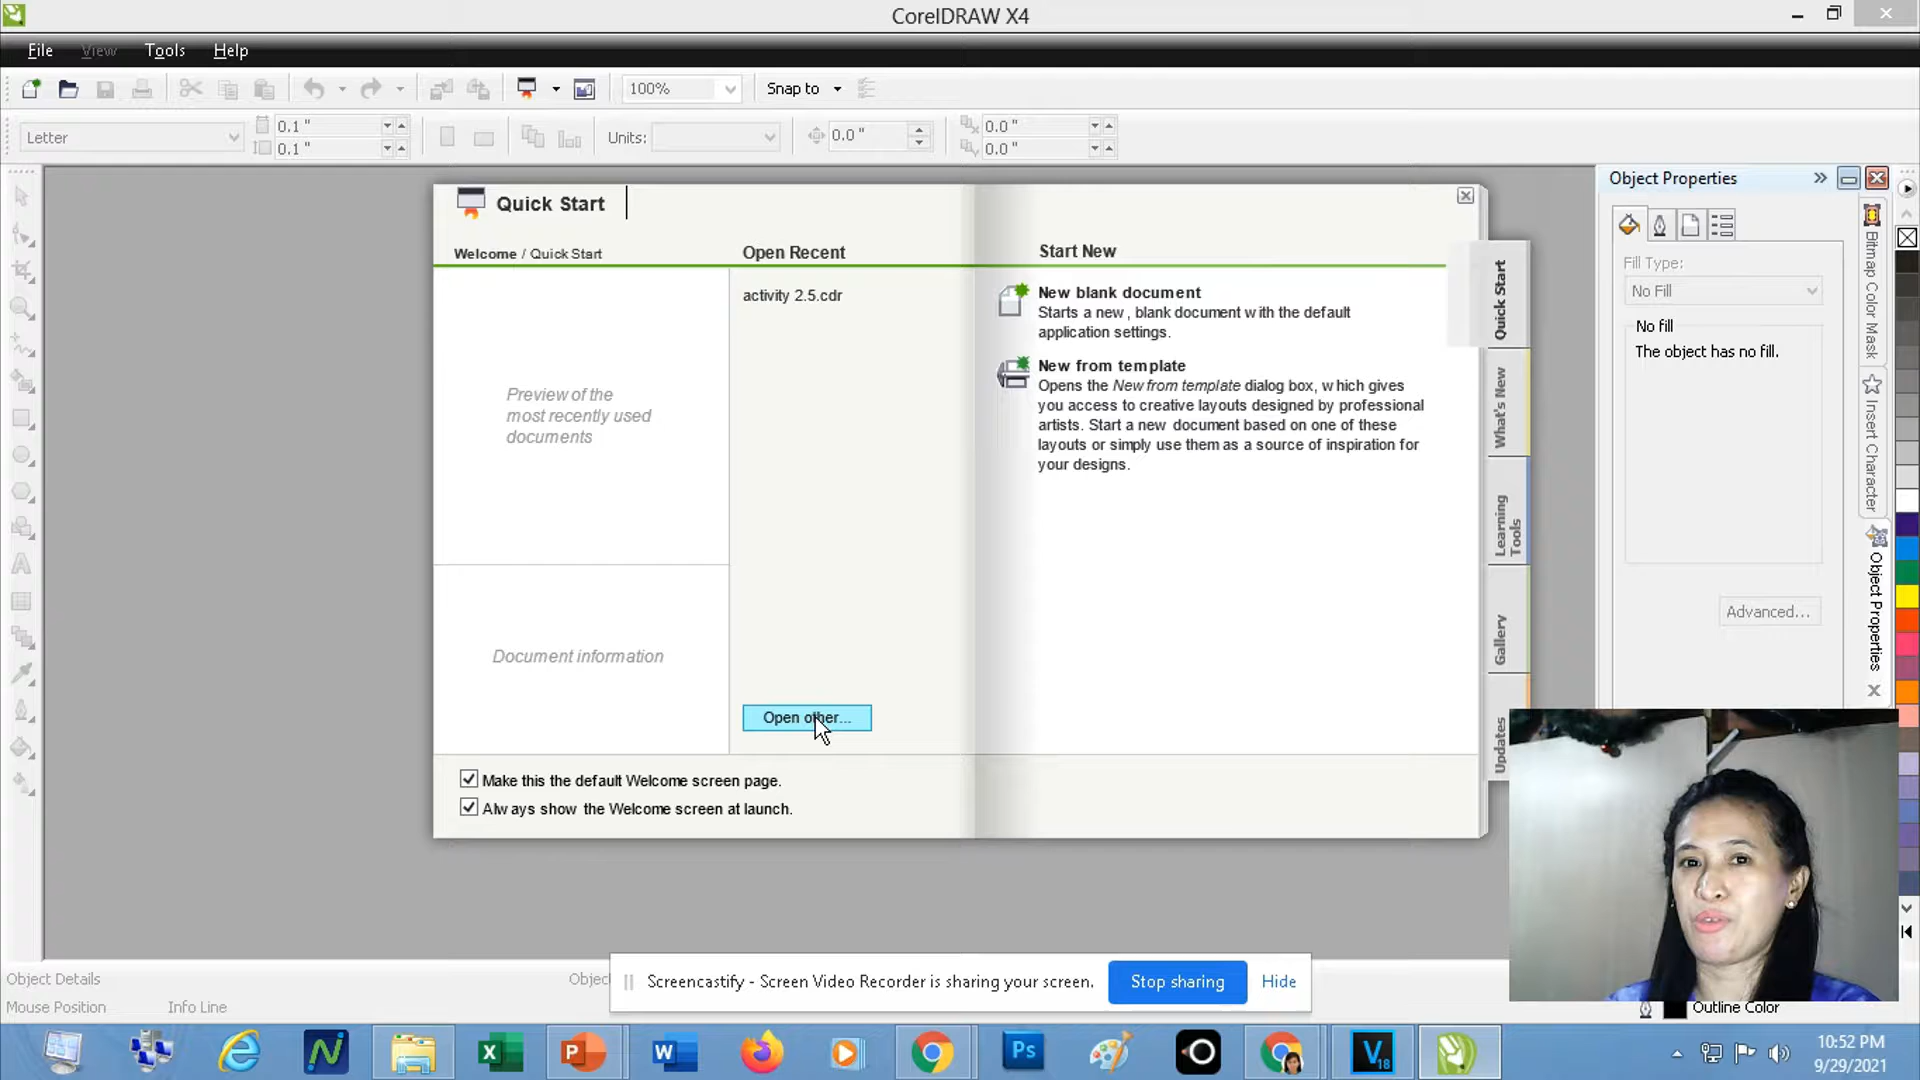 CorelDRAW X4
File View Tools Help
100% Snap to
Letter 0.1 " Units: 0.0 " 0.0 "
0.1 " 0.0 "
Quick Start
Welcome / Quick Start Open Recent Start New
activity 2.5.cdr
Preview of the
most recently used
documents
Document information
Open other...
New blank document
Starts a new, blank document with the default
application settings.
New from template
Opens the New from template dialog box, which gives
you access to creative layouts designed by professional
artists. Start a new document based on one of these
layouts or simply use them as a source of inspiration for
your designs.
Make this the default Welcome screen page.
Always show the Welcome screen at launch.
Quick Start
What's New
Learning
Tools
Gallery
Updates
Object Properties
Fill Type:
No Fill
No fill
The object has no fill.
Advanced...
Bitmap Color Mask
Insert Character
Object Properties
Object Details Objec
Mouse Position Info Line
Screencastify - Screen Video Recorder is sharing your screen. Stop sharing Hide
Outline Color
Ps
V
18
10:52 PM
9/29/2021